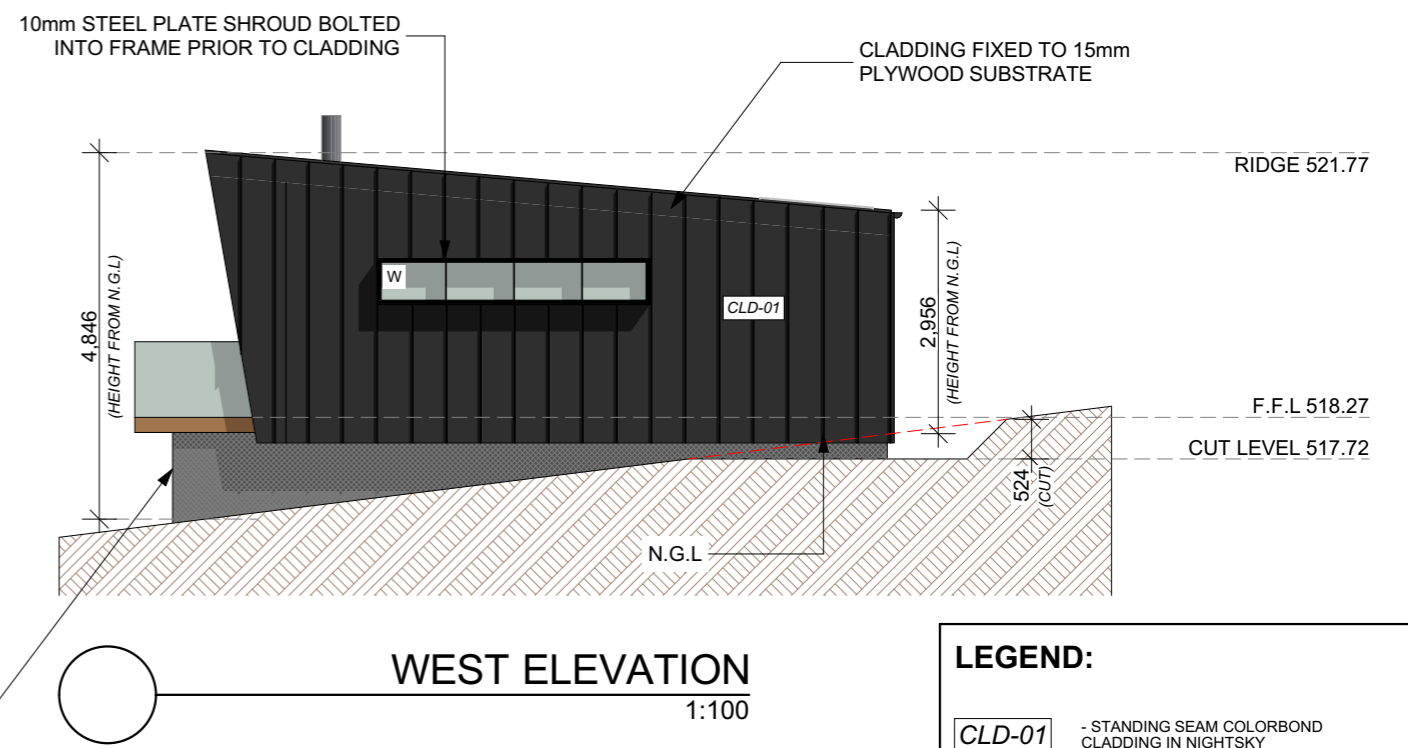 10mm STEEL PLATE SHROUD BOLTED
INTO FRAME PRIOR TO CLADDING
CLADDING FIXED TO 15mm
PLYWOOD SUBSTRATE
RIDGE 521.77
W
CLD-01
4,846
(HEIGHT FROM N.G.L)
2,956
(HEIGHT FROM N.G.L)
F.F.L 518.27
CUT LEVEL 517.72
524
(CUT)
N.G.L
WEST ELEVATION
1:100
LEGEND:
CLD-01
- STANDING SEAM COLORBOND
CLADDING IN NIGHTSKY